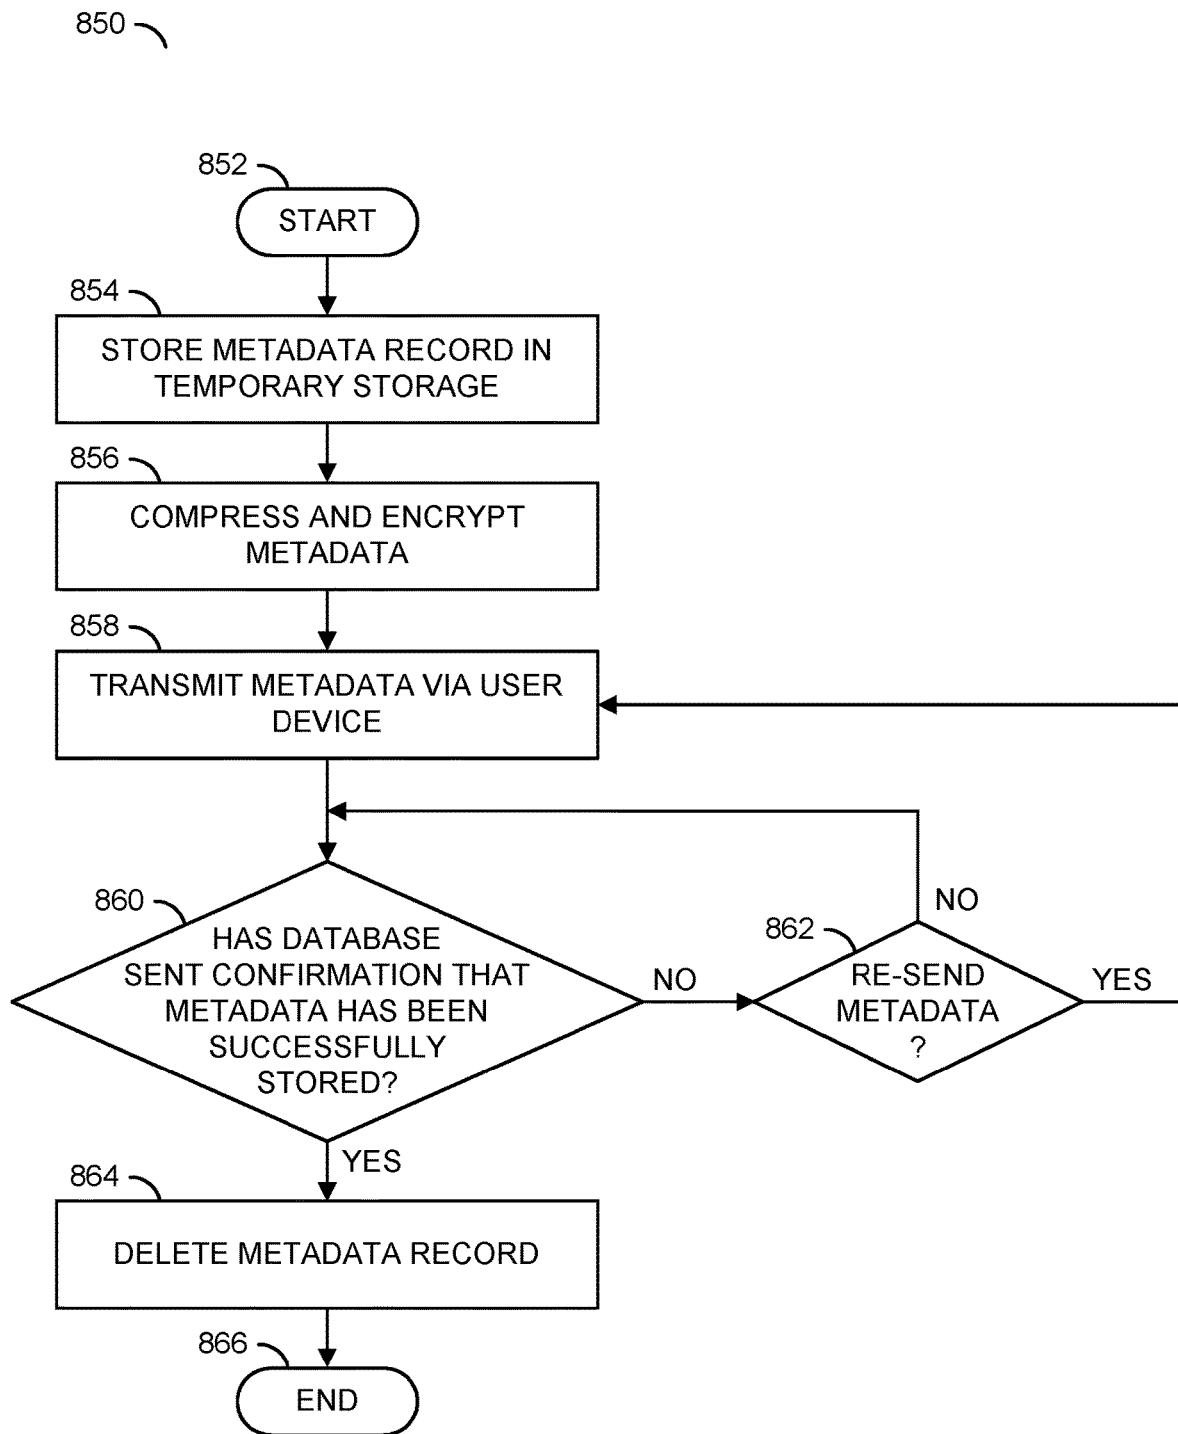 850
852
START
854
STORE METADATA RECORD IN
TEMPORARY STORAGE
856
COMPRESS AND ENCRYPT
METADATA
858
TRANSMIT METADATA VIA USER
DEVICE
860
HAS DATABASE
SENT CONFIRMATION THAT
METADATA HAS BEEN
SUCCESSFULLY
STORED?
NO
862
RE-SEND
METADATA
?
NO
YES
YES
864
DELETE METADATA RECORD
866
END